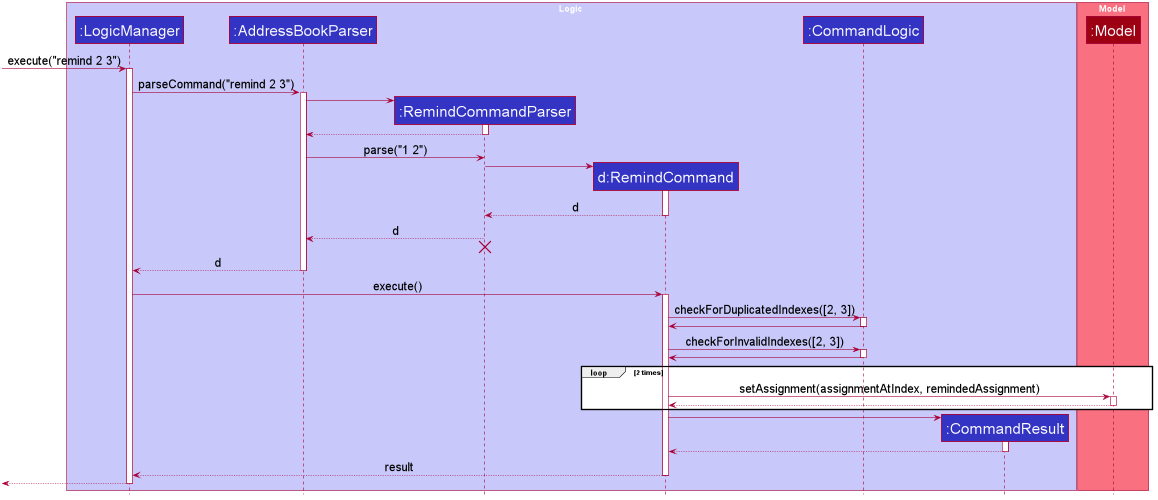 Logic
Model
:LogicManager
:AddressBookParser
:CommandLogic
:Model
execute("remind 2 3")
parseCommand("remind 2 3")
:RemindCommandParser
parse("1 2")
d:RemindCommand
d
d
d
execute()
checkForDuplicatedIndexes([2, 3])
checkForInvalidIndexes([2, 3])
loop
[2 times]
setAssignment(assignmentAtIndex, remindedAssignment)
:CommandResult
result